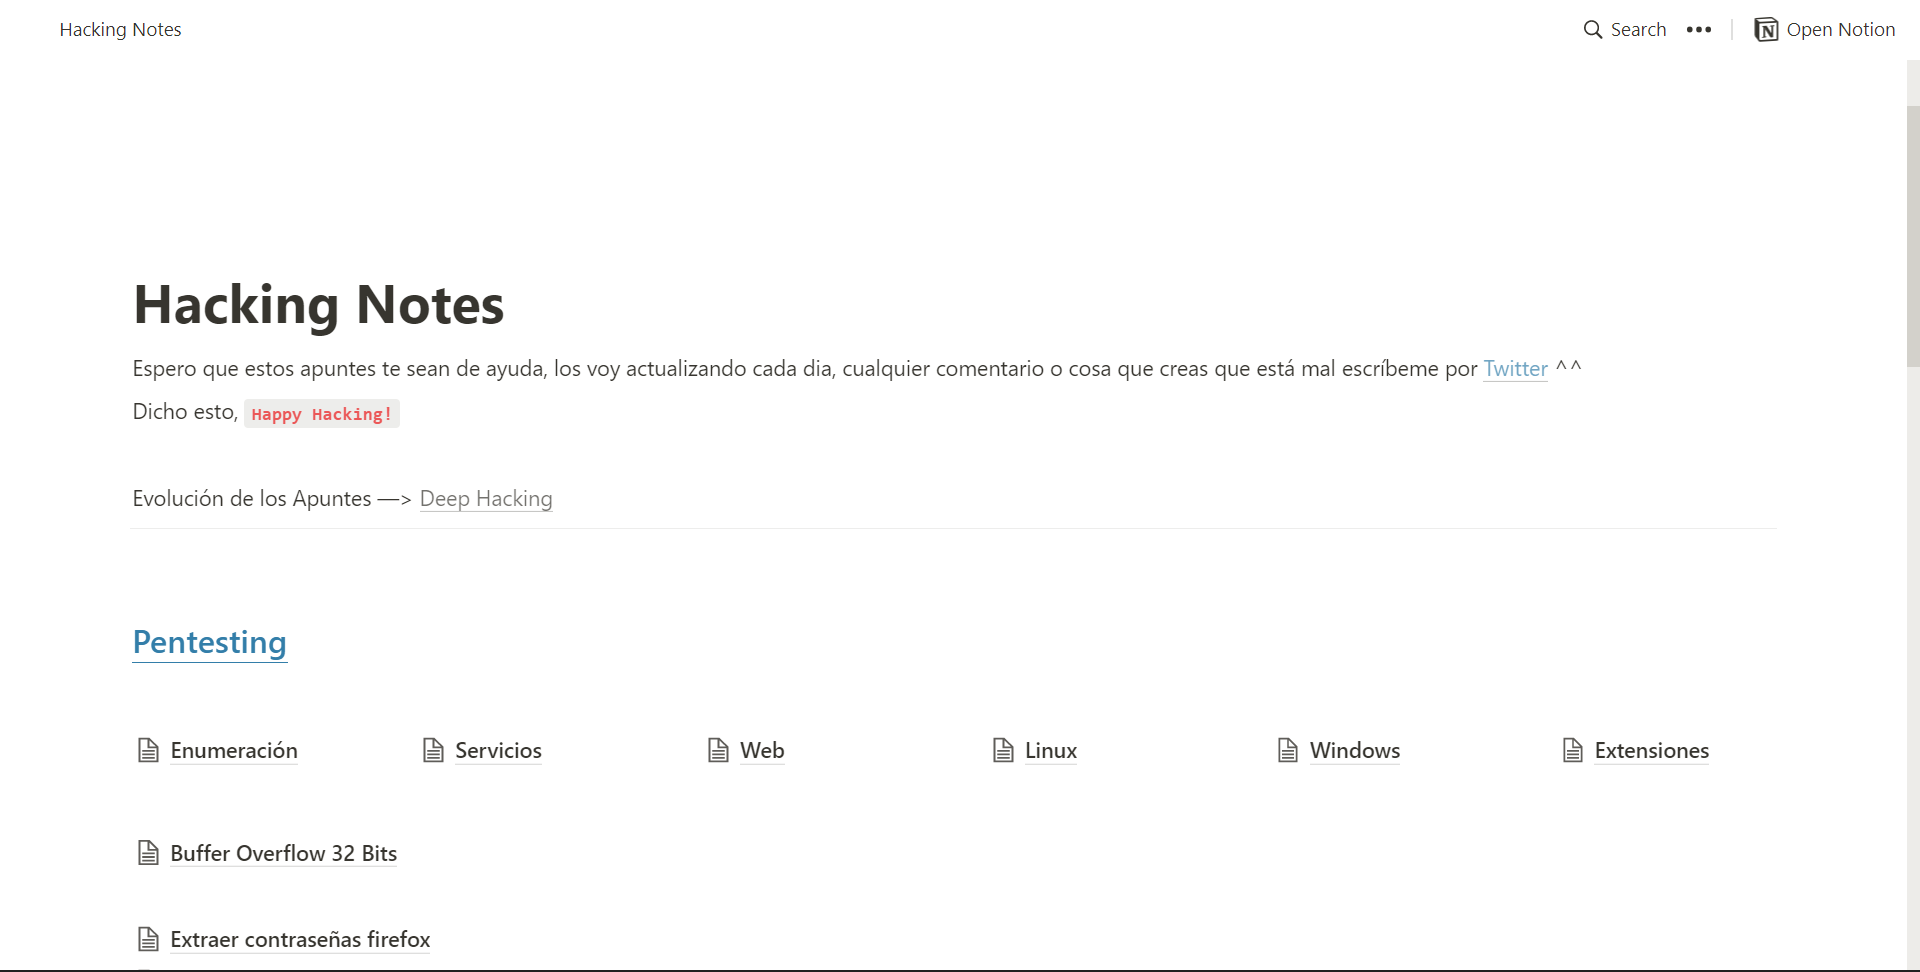 Hacking Notes
Search ••• Open Notion
Hacking Notes
Espero que estos apuntes te sean de ayuda, los voy actualizando cada dia, cualquier comentario o cosa que creas que está mal escríbeme por Twitter ^^
Dicho esto, Happy Hacking!
Evolución de los Apuntes —> Deep Hacking
Pentesting
Enumeración Servicios Web Linux Windows Extensiones
Buffer Overflow 32 Bits
Extraer contraseñas firefox